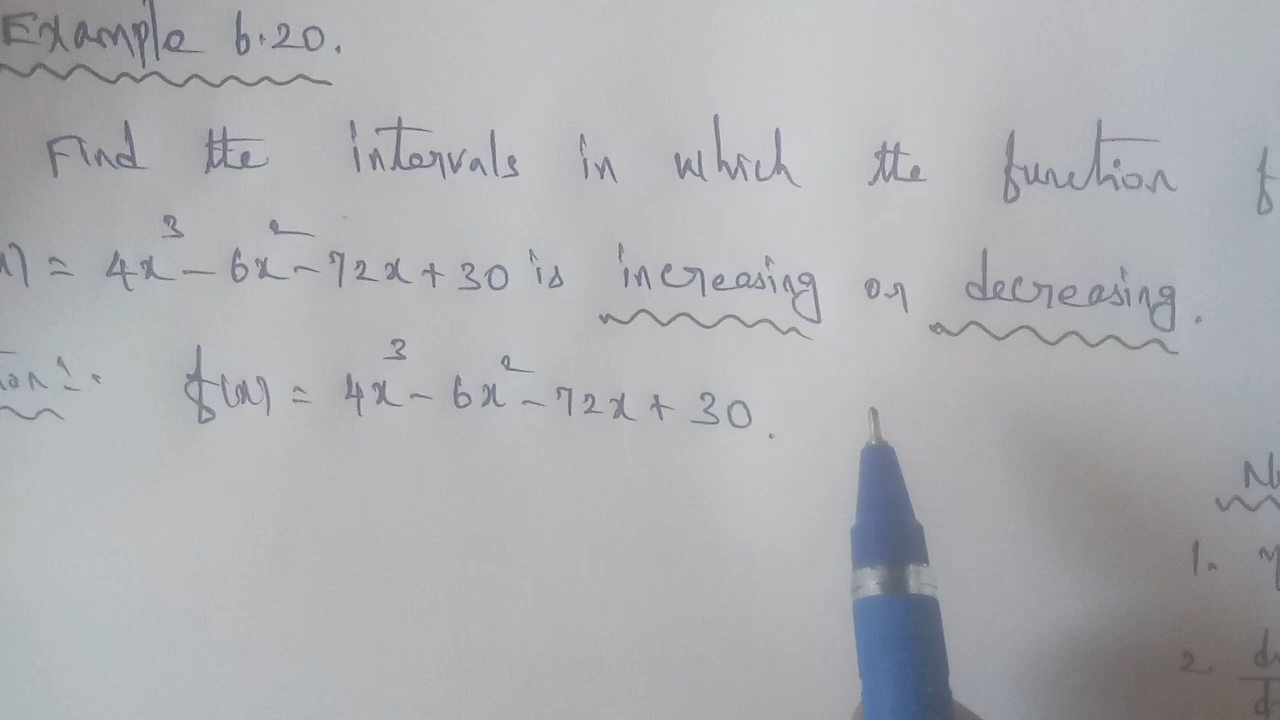 Example 6.20.
Find the intervals in which the function f
x) = 4x³ - 6x² - 72x + 30 is increasing or decreasing.
ion :- f(x) = 4x³ - 6x² - 72x + 30.
1.
2.